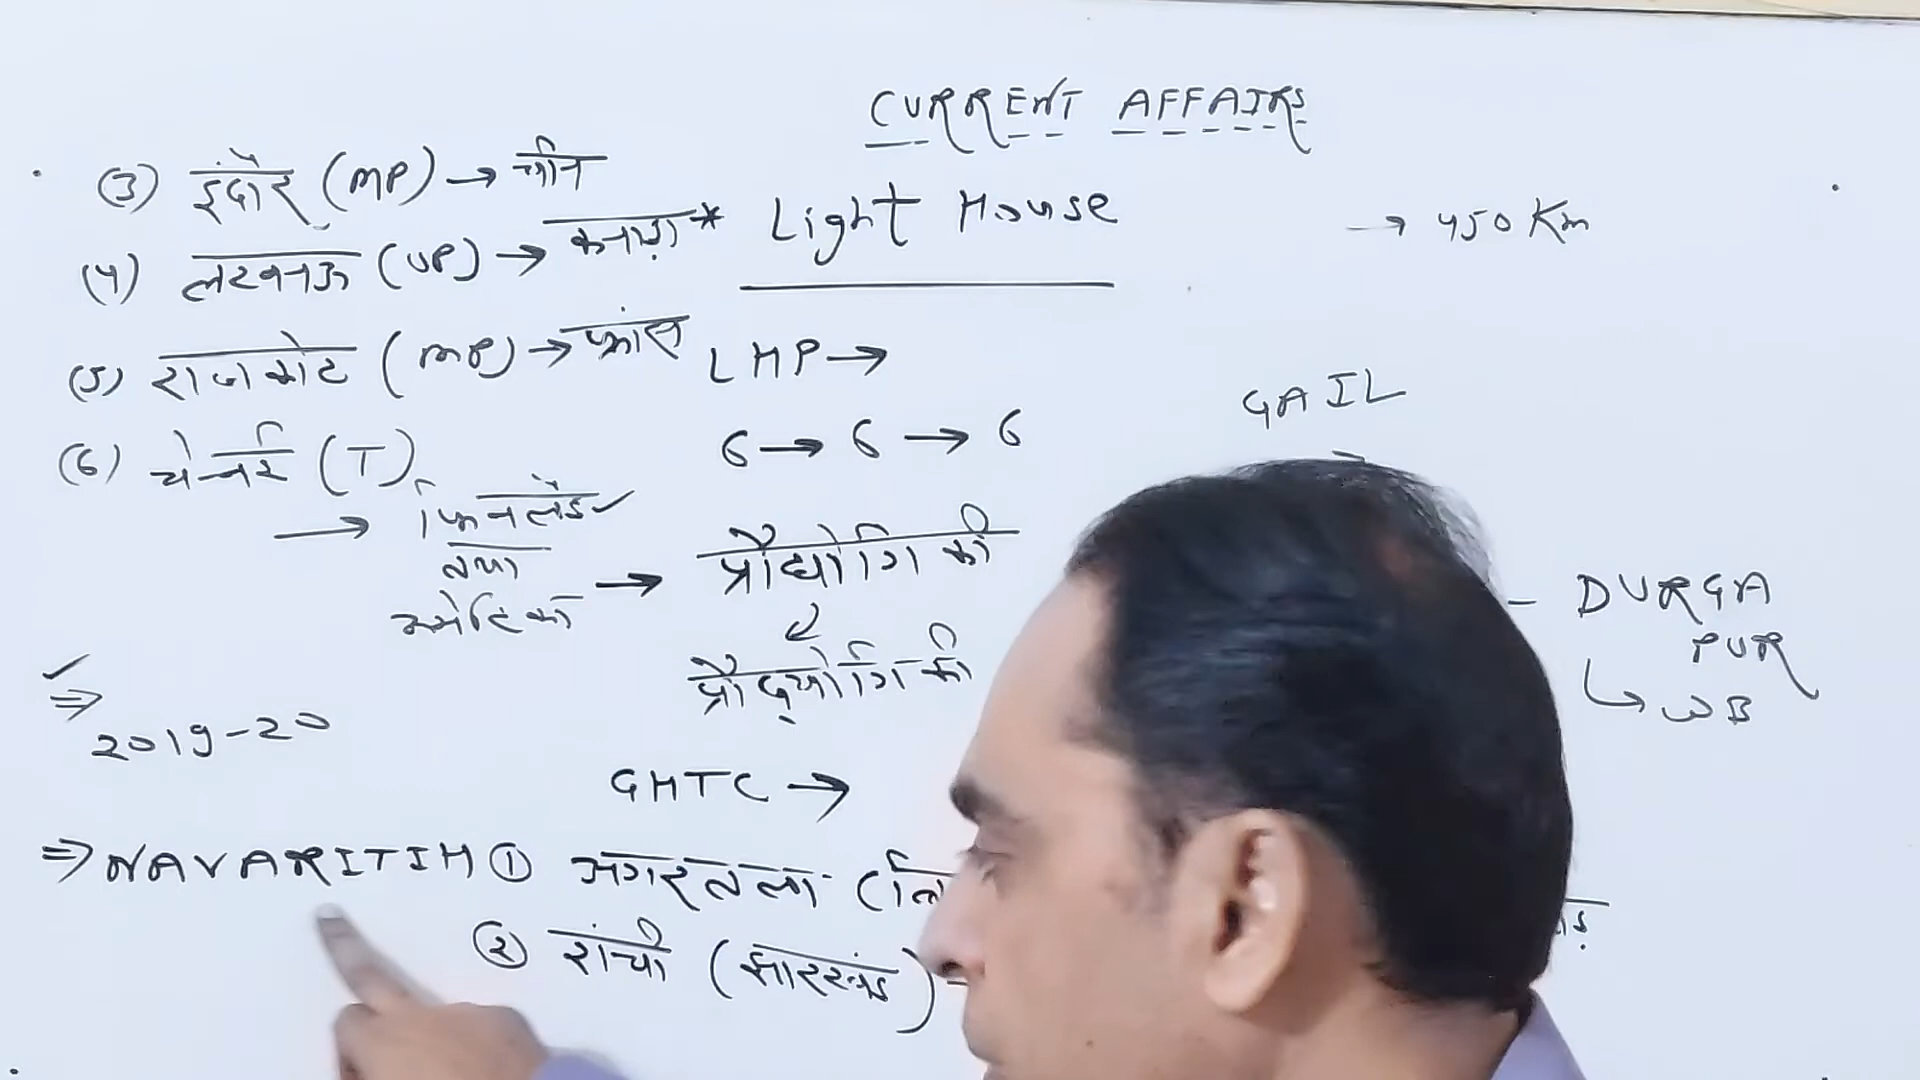 CURRENT AFFAIRS
(3) इंदौर (MP) → चीन
(4) लखनऊ (UP) → कनाडा
* Light House
→ 450 Km
(5) राजकोट (MP) → फ्रांस
LHP →
GAIL
(6) चेन्नई (T)
6 → 6 → 6
→ फिनलैंड ✓
तथा
अमेरिका
→ प्रौद्योगिकी
प्रौद्योगिकी
- DURGA
PUR
↳ WB
✓
⇒
2019-20
GHTC →
⇒ NAVARITIH ① अगरतला (
② रांची (झारखंड)